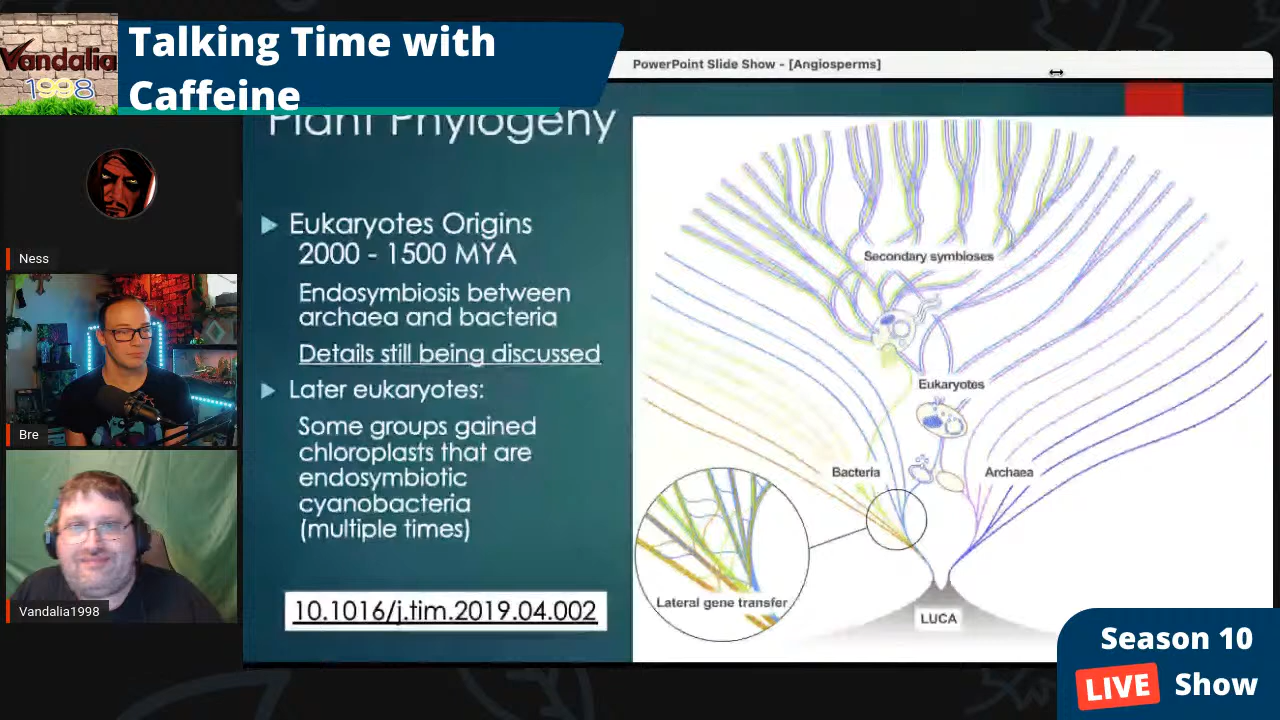 Vandalia
1998
Talking Time with
Caffeine
PowerPoint Slide Show - [Angiosperms]
Ness
Bre
Vandalia1998
Plant Phylogeny
Eukaryotes Origins
2000 - 1500 MYA
Endosymbiosis between
archaea and bacteria
Details still being discussed
Later eukaryotes:
Some groups gained
chloroplasts that are
endosymbiotic
cyanobacteria
(multiple times)
10.1016/j.tim.2019.04.002
Secondary symbioses
Eukaryotes
Bacteria
Archaea
Lateral gene transfer
LUCA
Season 10
LIVE Show